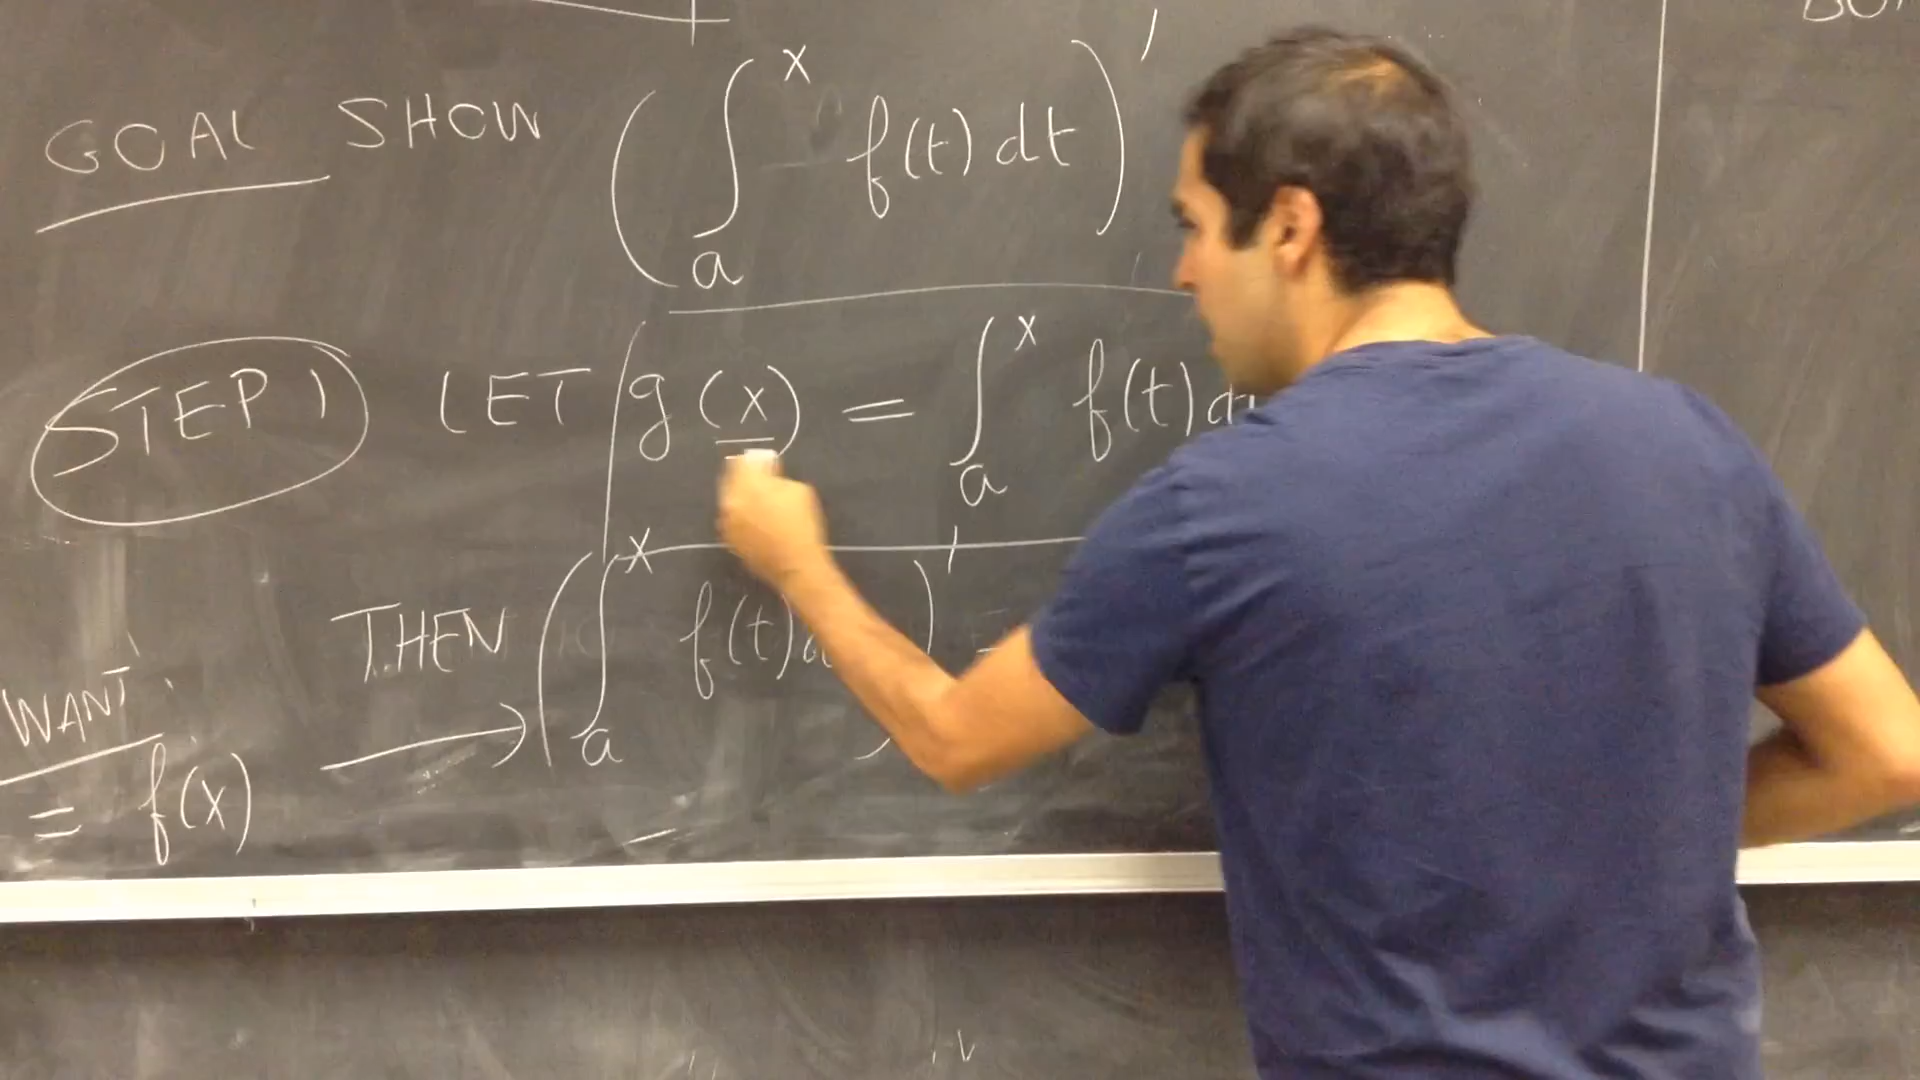 GOAL SHOW (∫ₐˣ f(t) dt)'
STEP 1 LET g(x) = ∫ₐˣ f(t)
THEN (∫ₐˣ f(t)d )' =
WANT:
= f(x)